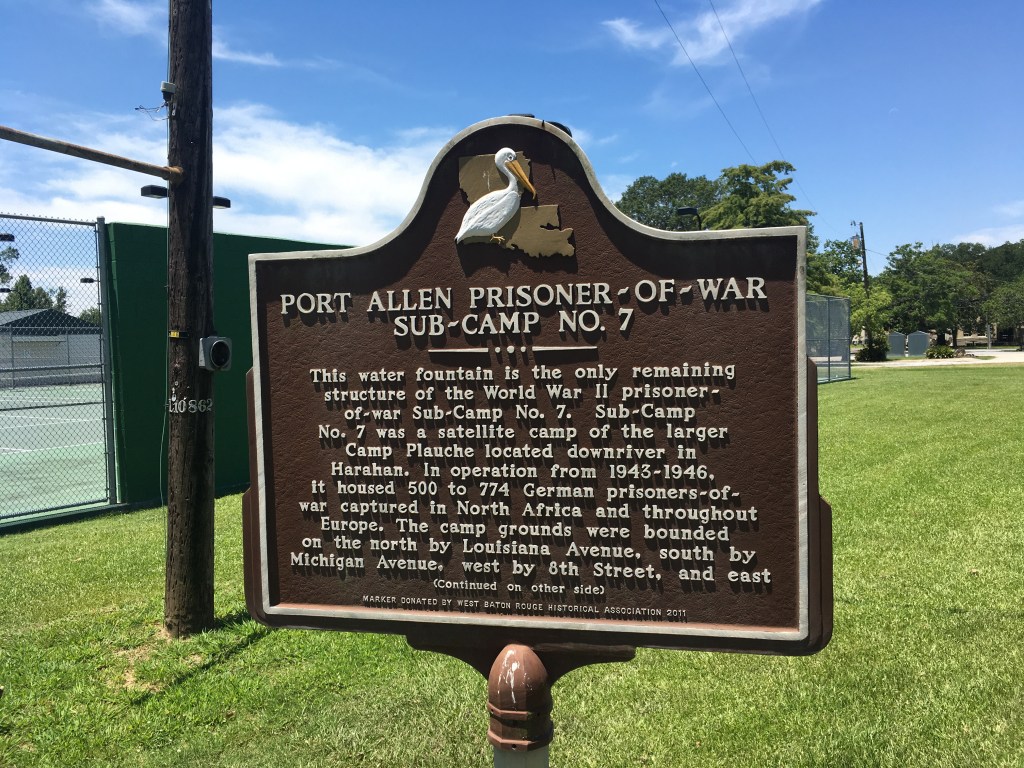 PORT ALLEN PRISONER-OF-WAR
SUB-CAMP NO. 7
This water fountain is the only remaining
structure of the World War II prisoner-
of-war Sub-Camp No. 7. Sub-Camp
No. 7 was a satellite camp of the larger
Camp Plauche located downriver in
Harahan. In operation from 1943-1946,
it housed 500 to 774 German prisoners-of-
war captured in North Africa and throughout
Europe. The camp grounds were bounded
on the north by Louisiana Avenue, south by
Michigan Avenue, west by 8th Street, and east
(Continued on other side)
MARKER DONATED BY WEST BATON ROUGE HISTORICAL ASSOCIATION 2011